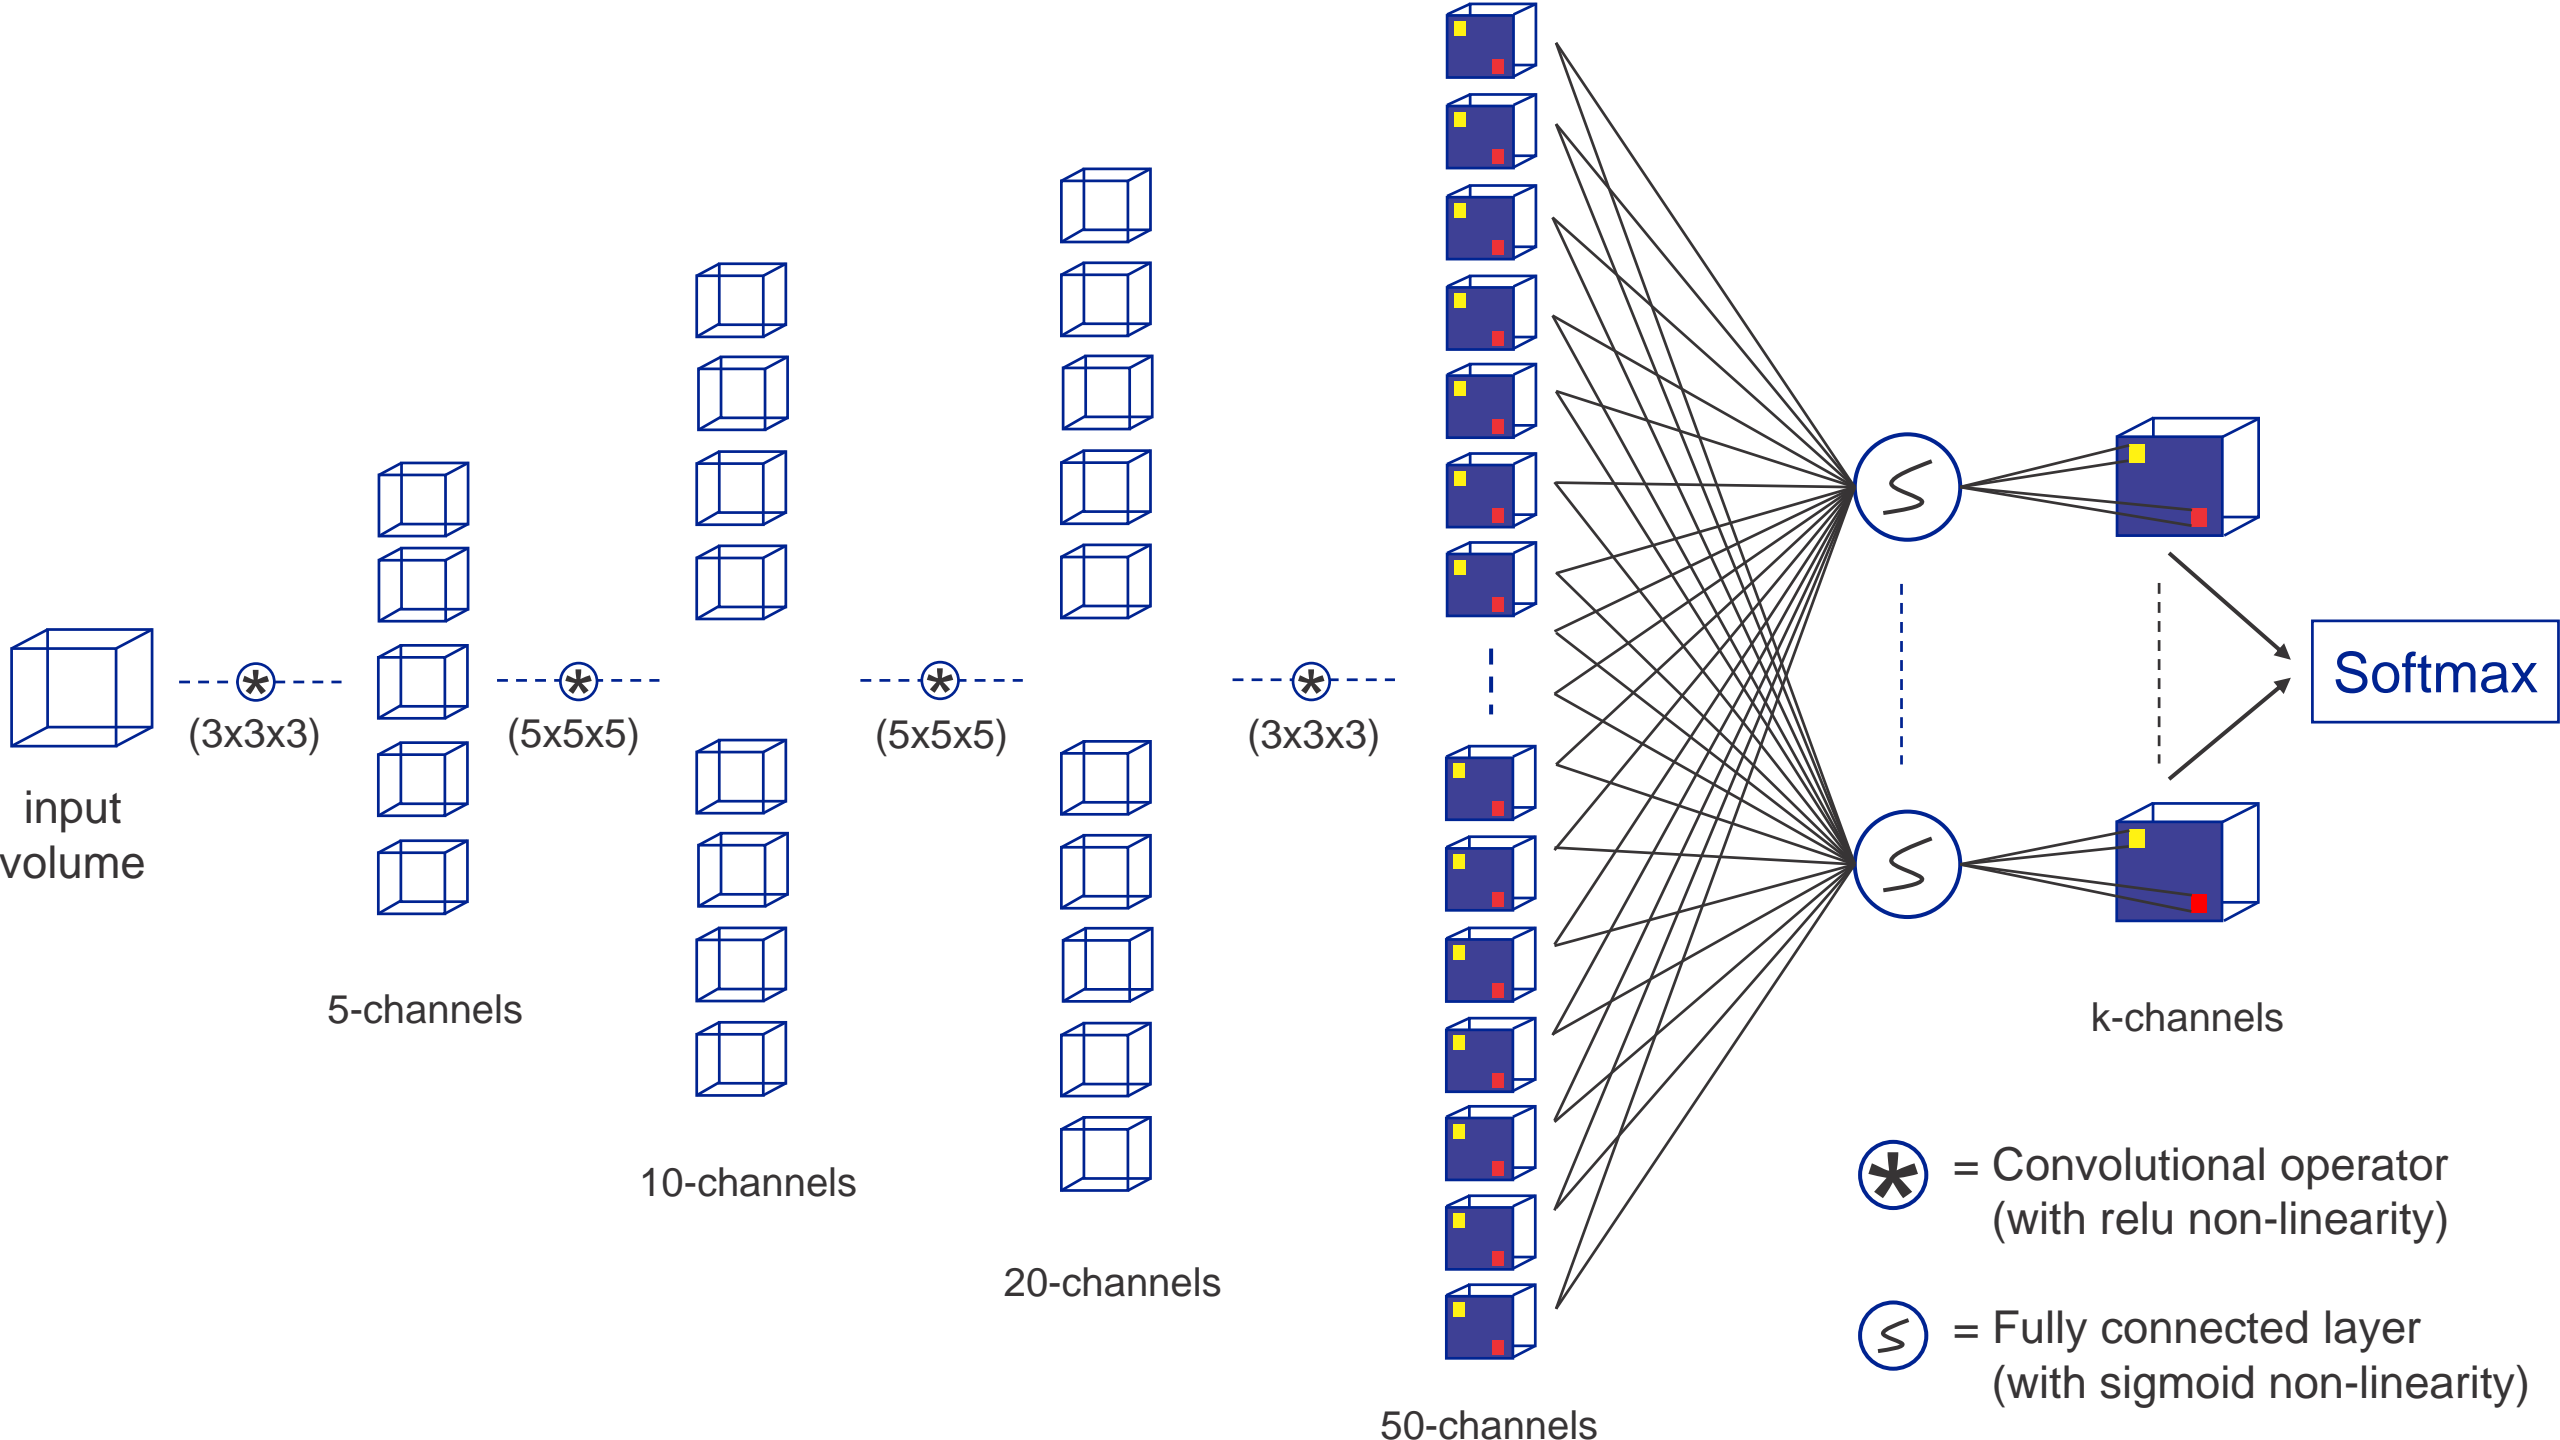 input
volume
(3x3x3)
5-channels
(5x5x5)
10-channels
(5x5x5)
20-channels
(3x3x3)
50-channels
k-channels
Softmax
* = Convolutional operator
(with relu non-linearity)
= Fully connected layer
(with sigmoid non-linearity)